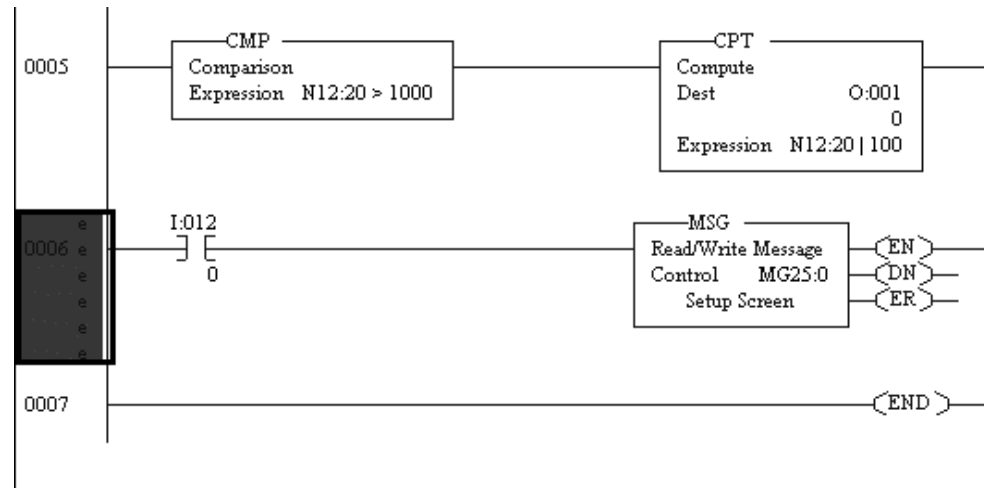 CMP
CPT
0005
Comparison
Compute
Expression N12:20 > 1000
Dest O:001
0
Expression N12:20 | 100
e
I:012
MSG
0006 e
Read/Write Message
EN
0
e
Control MG25:0
DN
e
Setup Screen
ER
e
e
0007
END